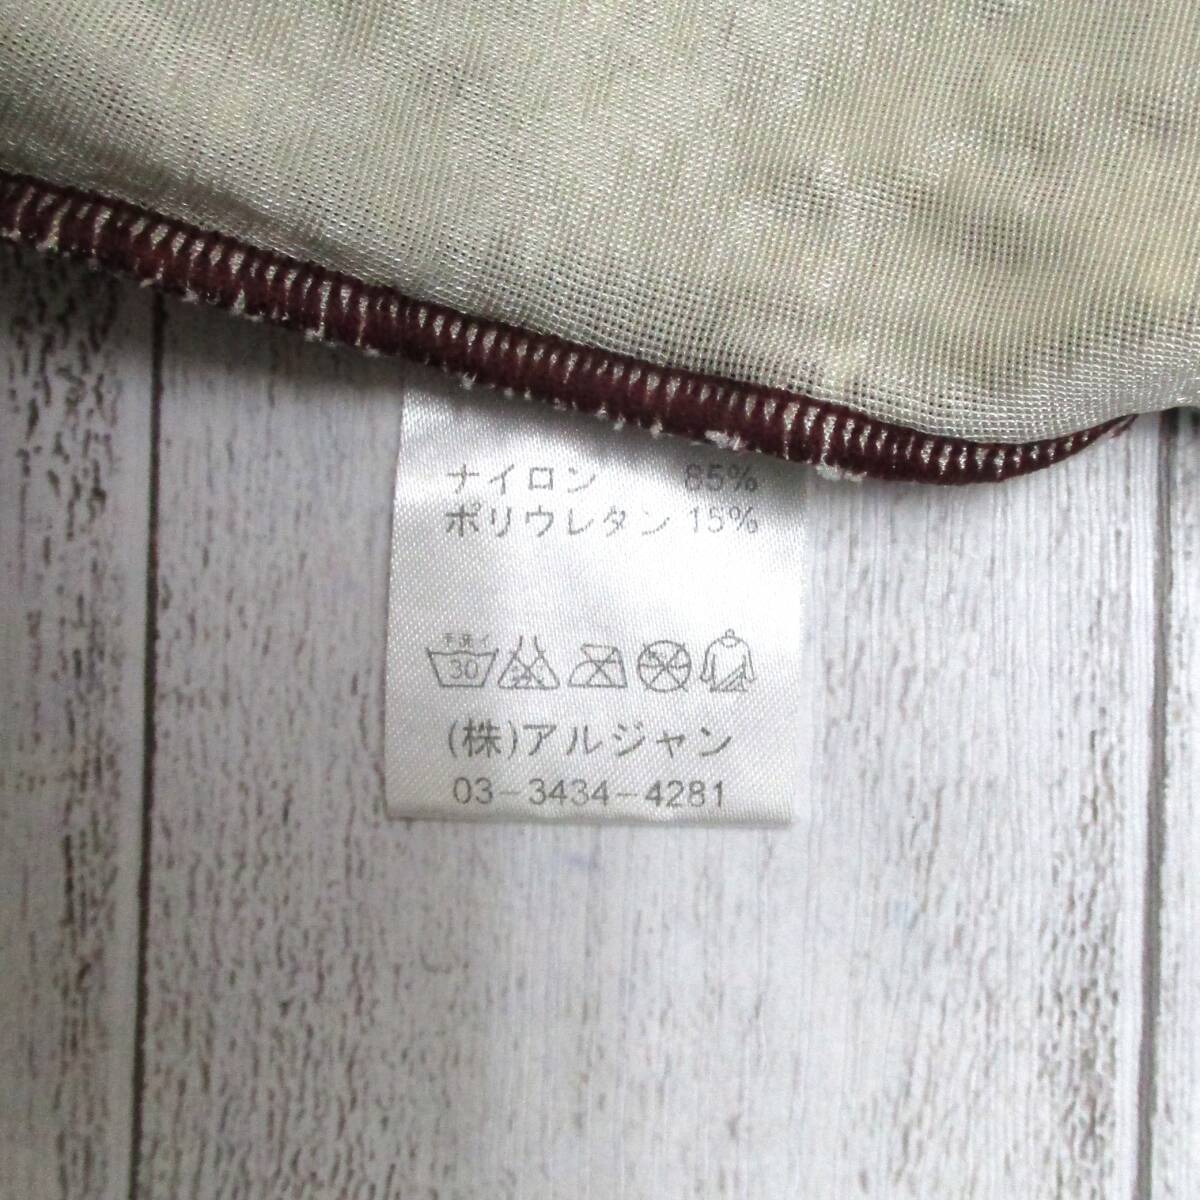 ナイロン 85%
ポリウレタン 15%
手洗イ
30
(株)アルジャン
03-3434-4281